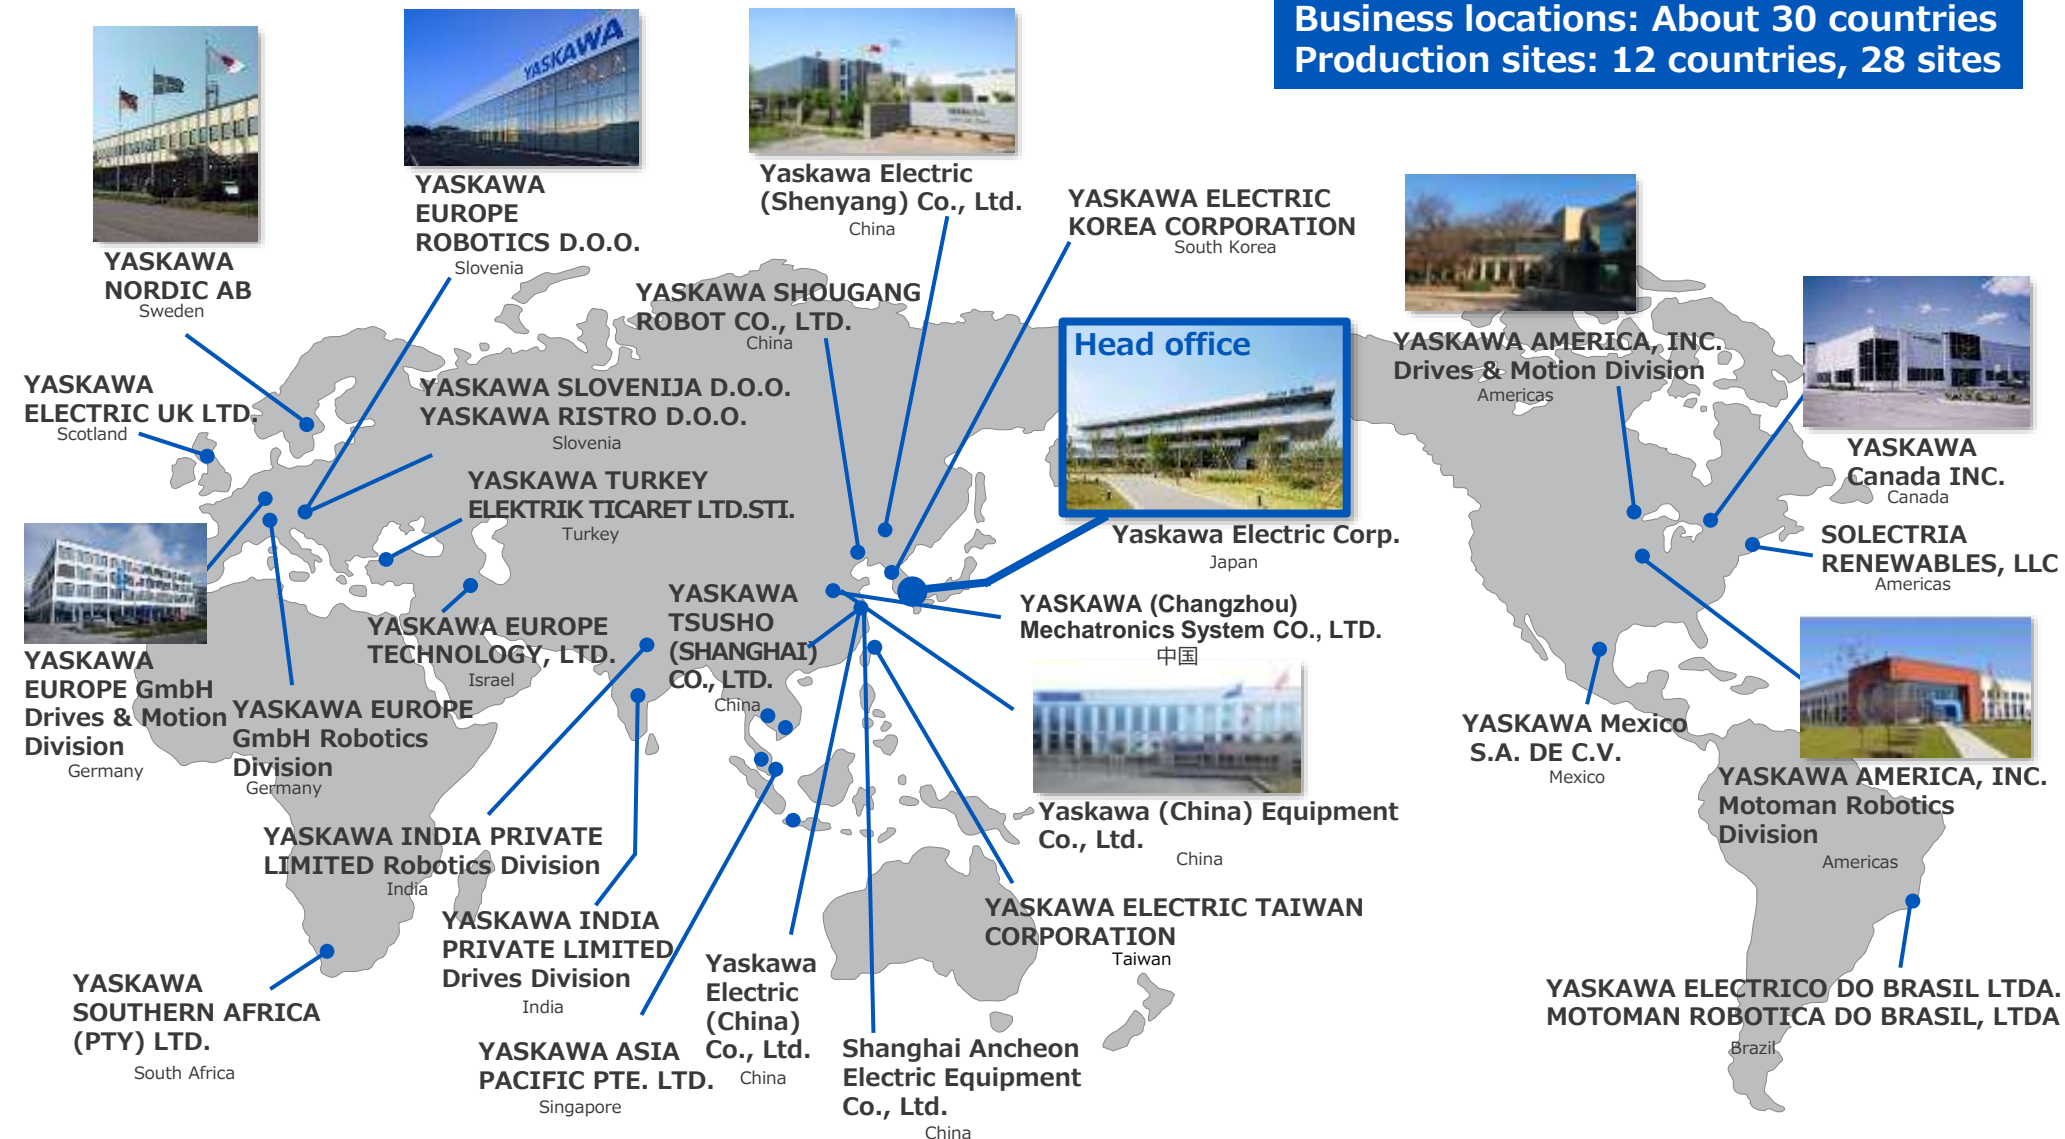 Business locations: About 30 countries
Production sites: 12 countries, 28 sites
YASKAWA
YASKAWA
NORDIC AB
Sweden
YASKAWA
EUROPE
ROBOTICS D.O.O.
Slovenia
Yaskawa Electric
(Shenyang) Co., Ltd.
China
YASKAWA ELECTRIC
KOREA CORPORATION
South Korea
YASKAWA SHOUGANG
ROBOT CO., LTD.
China
Head office
Yaskawa Electric Corp.
Japan
YASKAWA AMERICA, INC.
Drives & Motion Division
Americas
YASKAWA
Canada INC.
Canada
YASKAWA
ELECTRIC UK LTD.
Scotland
YASKAWA SLOVENIJA D.O.O.
YASKAWA RISTRO D.O.O.
Slovenia
YASKAWA TURKEY
ELEKTRIK TICARET LTD.STI.
Turkey
SOLECTRIA
RENEWABLES, LLC
Americas
YASKAWA EUROPE
TECHNOLOGY, LTD.
Israel
YASKAWA
TSUSHO
(SHANGHAI)
CO., LTD.
China
YASKAWA (Changzhou)
Mechatronics System CO., LTD.
中国
YASKAWA
EUROPE GmbH
Drives & Motion
Division
Germany
YASKAWA EUROPE
GmbH Robotics
Division
Germany
YASKAWA Mexico
S.A. DE C.V.
Mexico
YASKAWA AMERICA, INC.
Motoman Robotics
Division
Americas
Yaskawa (China) Equipment
Co., Ltd.
China
YASKAWA INDIA PRIVATE
LIMITED Robotics Division
India
YASKAWA INDIA
PRIVATE LIMITED
Drives Division
India
YASKAWA ELECTRIC TAIWAN
CORPORATION
Taiwan
YASKAWA
SOUTHERN AFRICA
(PTY) LTD.
South Africa
YASKAWA ASIA
PACIFIC PTE. LTD.
Singapore
Yaskawa
Electric
(China)
Co., Ltd.
China
Shanghai Ancheon
Electric Equipment
Co., Ltd.
China
YASKAWA ELECTRICO DO BRASIL LTDA.
MOTOMAN ROBOTICA DO BRASIL, LTDA
Brazil